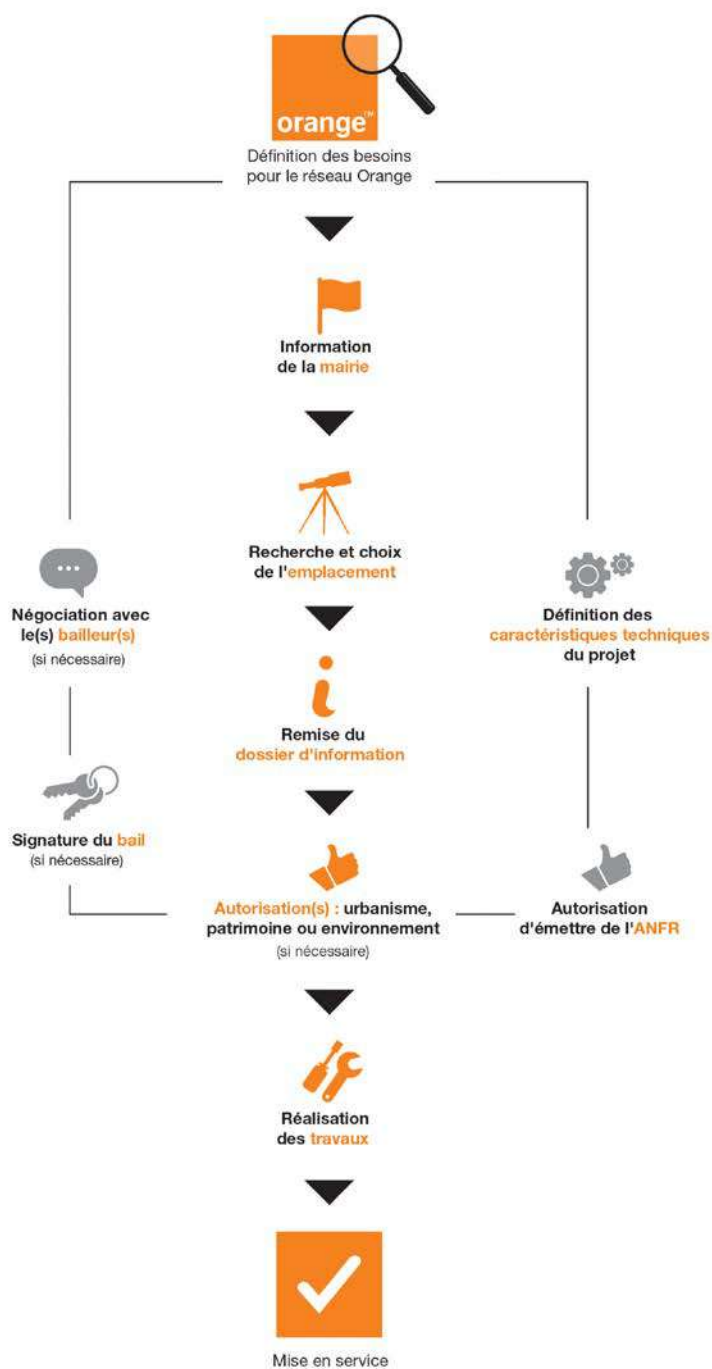 orange™
Définition des besoins
pour le réseau Orange
Information
de la mairie
Recherche et choix
de l'emplacement
Négociation avec
le(s) bailleur(s)
(si nécessaire)
Définition des
caractéristiques techniques
du projet
Remise du
dossier d'information
Signature du bail
(si nécessaire)
Autorisation(s) : urbanisme,
patrimoine ou environnement
(si nécessaire)
Autorisation
d'émettre de l'ANFR
Réalisation
des travaux
Mise en service